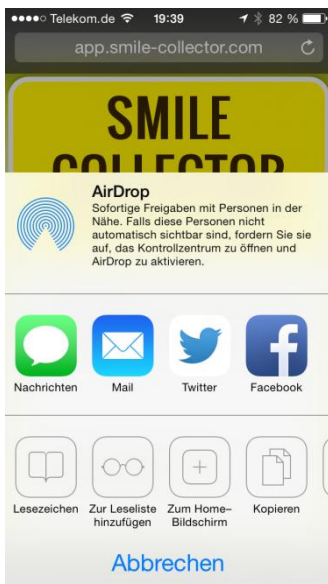 Telekom.de 19:39 82 %
app.smile-collector.com
SMILE
COLLECTOR
AirDrop
Sofortige Freigaben mit Personen in der
Nähe. Falls diese Personen nicht
automatisch sichtbar sind, fordern Sie sie
auf, das Kontrollzentrum zu öffnen und
AirDrop zu aktivieren.
Nachrichten Mail Twitter Facebook
Lesezeichen Zur Leseliste Zum Home- Kopieren
hinzufügen Bildschirm
Abbrechen